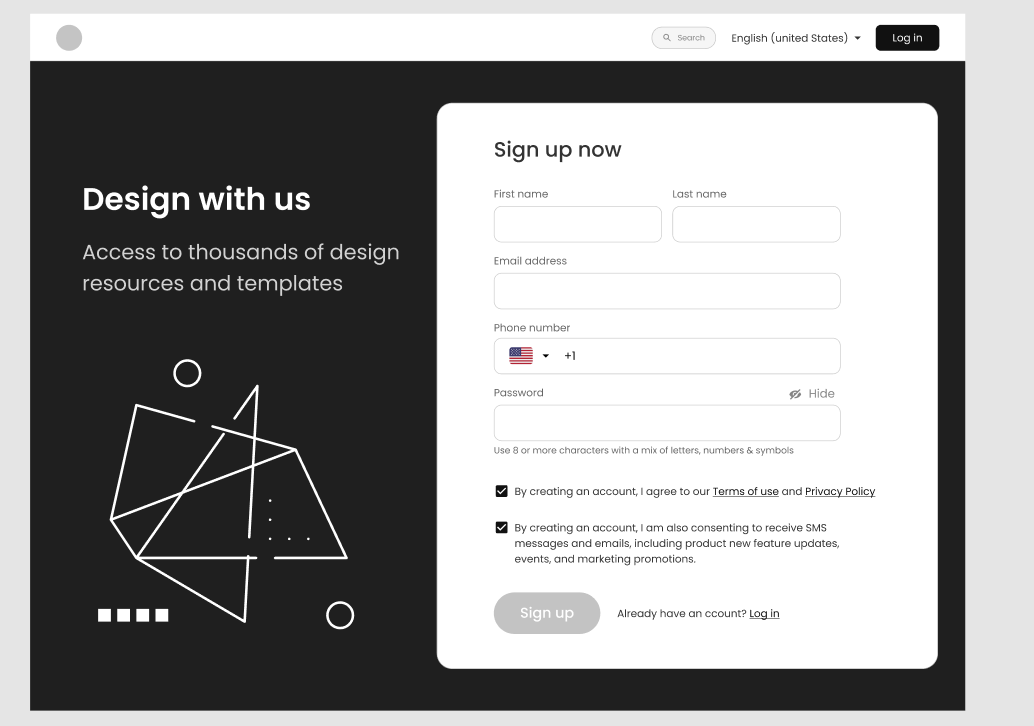 Search
English (united States)
Log in
Design with us
Access to thousands of design
resources and templates
Sign up now
First name
Last name
Email address
Phone number
+1
Password
Hide
Use 8 or more characters with a mix of letters, numbers & symbols
By creating an account, I agree to our Terms of use and Privacy Policy
By creating an account, I am also consenting to receive SMS
messages and emails, including product new feature updates,
events, and marketing promotions.
Sign up
Already have an ccount? Log in